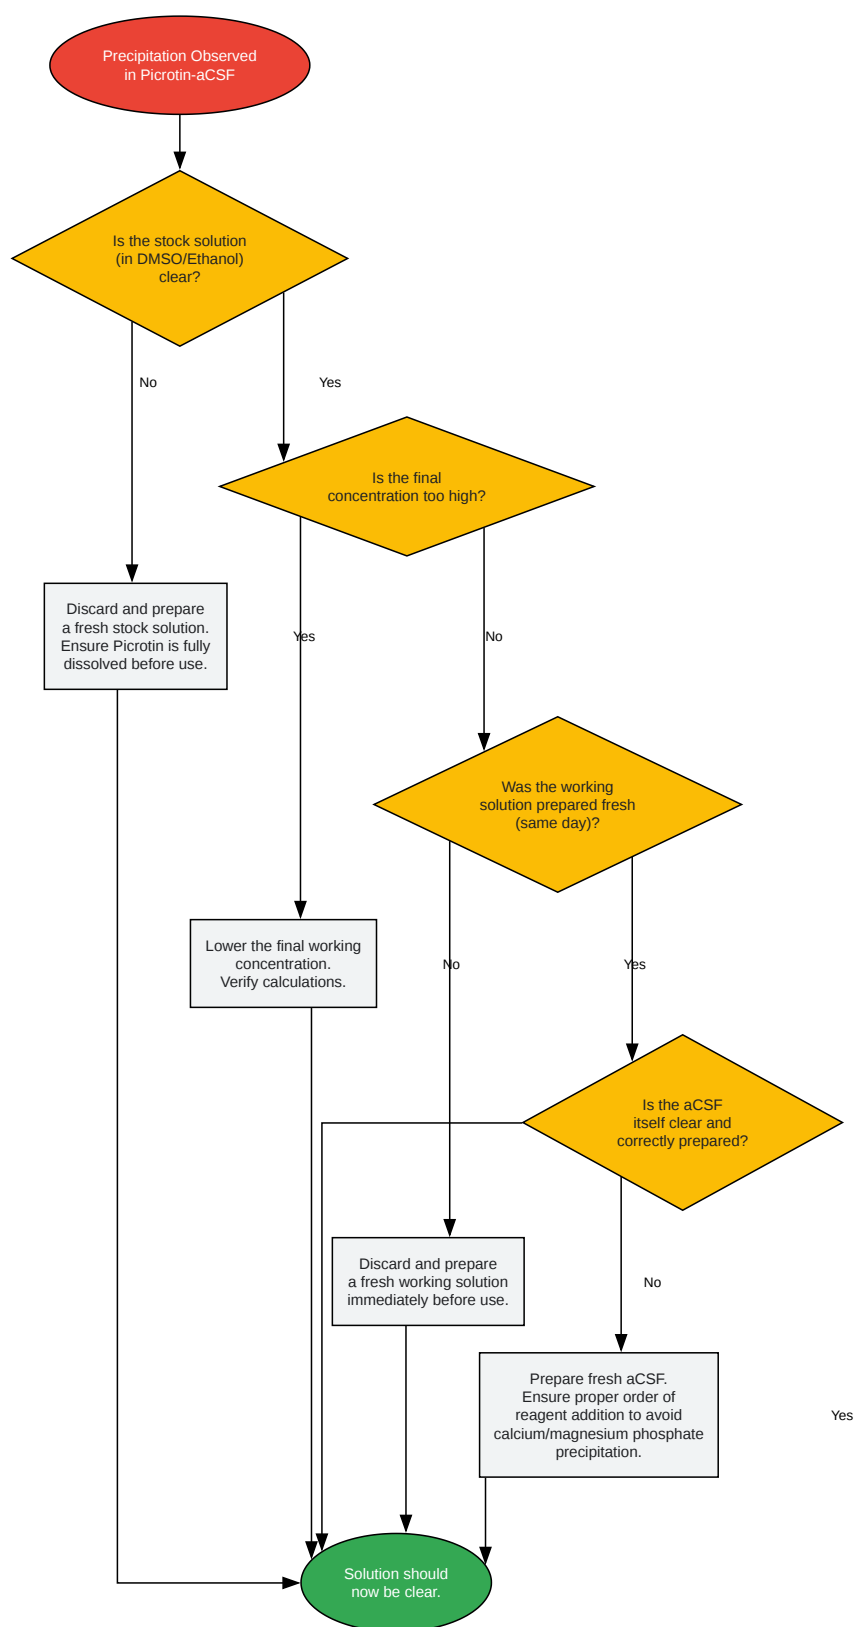 Precipitation Observed
in Picrotin-aCSF
Is the stock solution
(in DMSO/Ethanol)
clear?
No
Yes
Is the final
concentration too high?
Discard and prepare
a fresh stock solution.
Ensure Picrotin is fully
dissolved before use.
Yes
No
Was the working
solution prepared fresh
(same day)?
Lower the final working
concentration.
Verify calculations.
No
Yes
Is the aCSF
itself clear and
correctly prepared?
Discard and prepare
a fresh working solution
immediately before use.
No
Prepare fresh aCSF.
Ensure proper order of
reagent addition to avoid
calcium/magnesium phosphate
precipitation.
Yes
Solution should
now be clear.